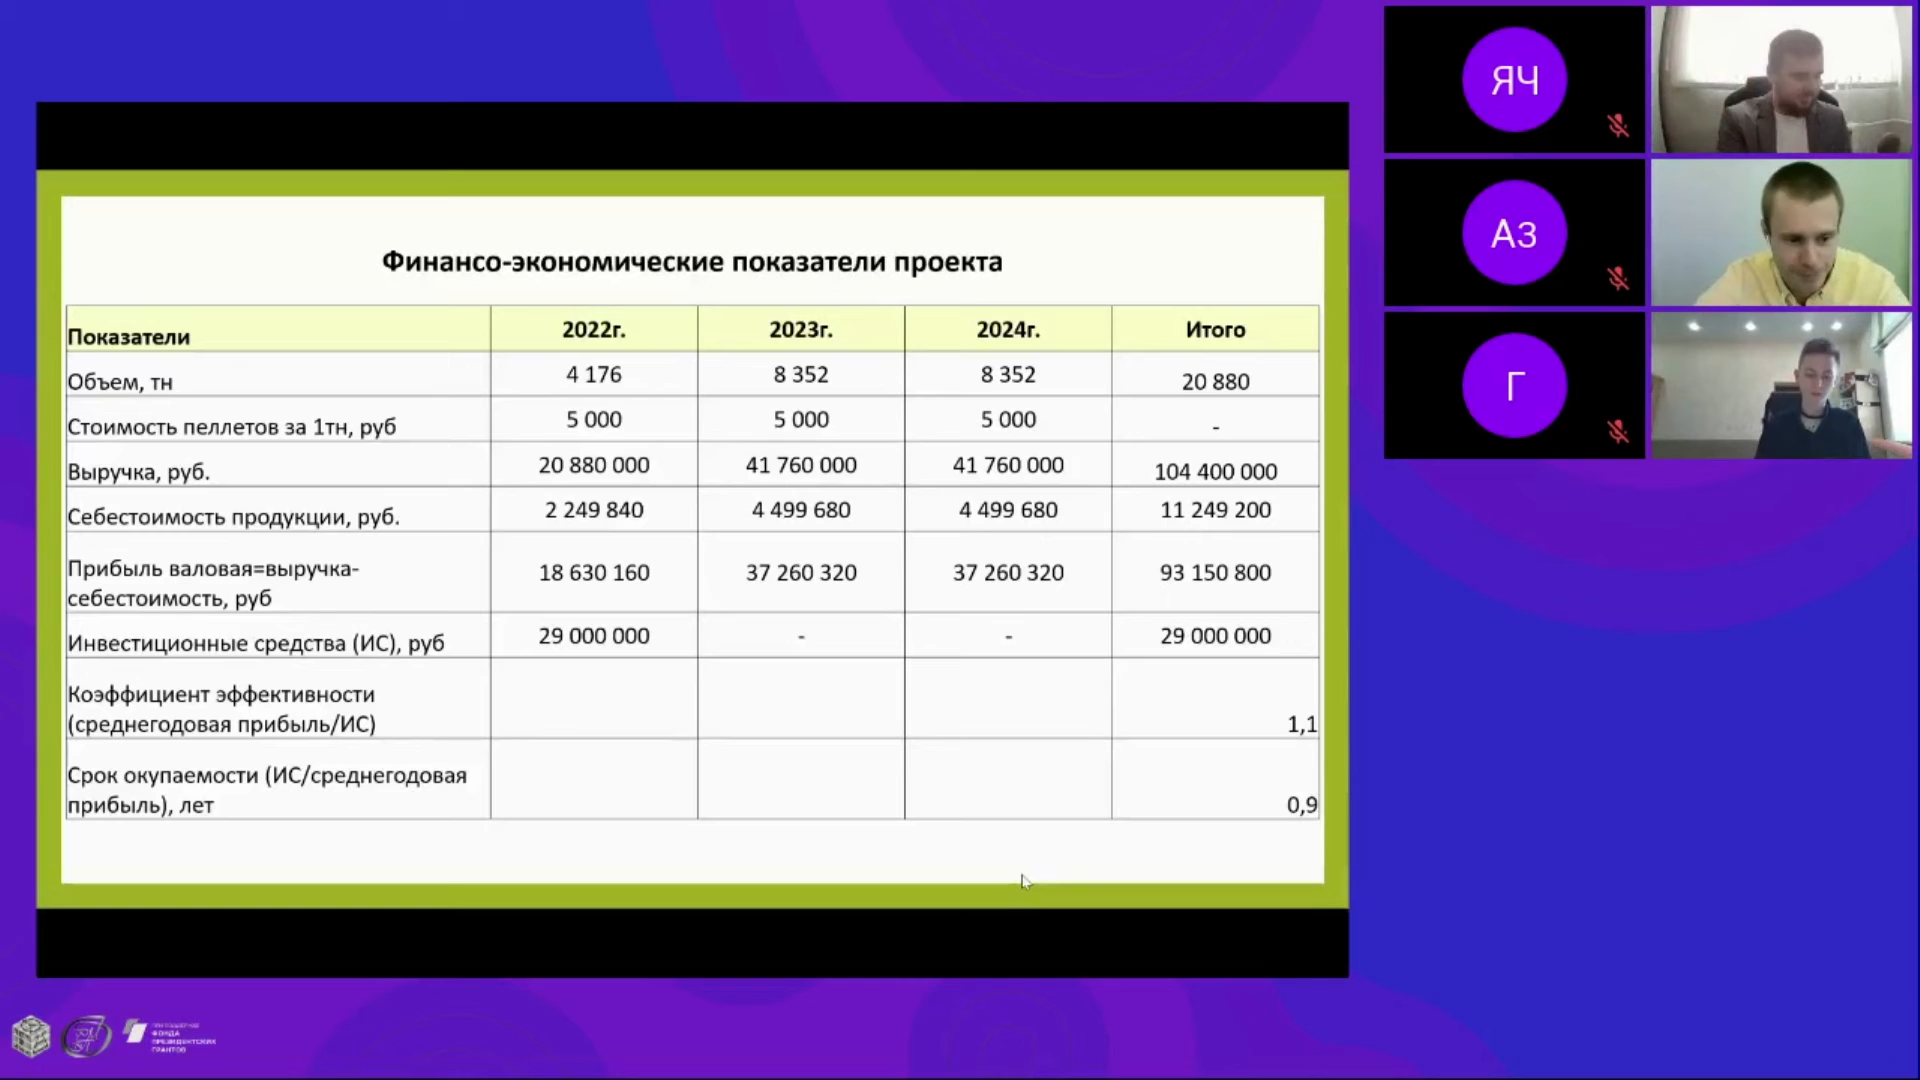 Финансо-экономические показатели проекта
Показатели 2022г. 2023г. 2024г. Итого
Объем, тн 4 176 8 352 8 352 20 880
Стоимость пеллетов за 1тн, руб 5 000 5 000 5 000 -
Выручка, руб. 20 880 000 41 760 000 41 760 000 104 400 000
Себестоимость продукции, руб. 2 249 840 4 499 680 4 499 680 11 249 200
Прибыль валовая=выручка-
себестоимость, руб 18 630 160 37 260 320 37 260 320 93 150 800
Инвестиционные средства (ИС), руб 29 000 000 - - 29 000 000
Коэффициент эффективности
(среднегодовая прибыль/ИС) 1,1
Срок окупаемости (ИС/среднегодовая
прибыль), лет 0,9
ЯЧ
АЗ
Г
ФОНДА
ПРЕЗИДЕНТСКИХ
ГРАНТОВ